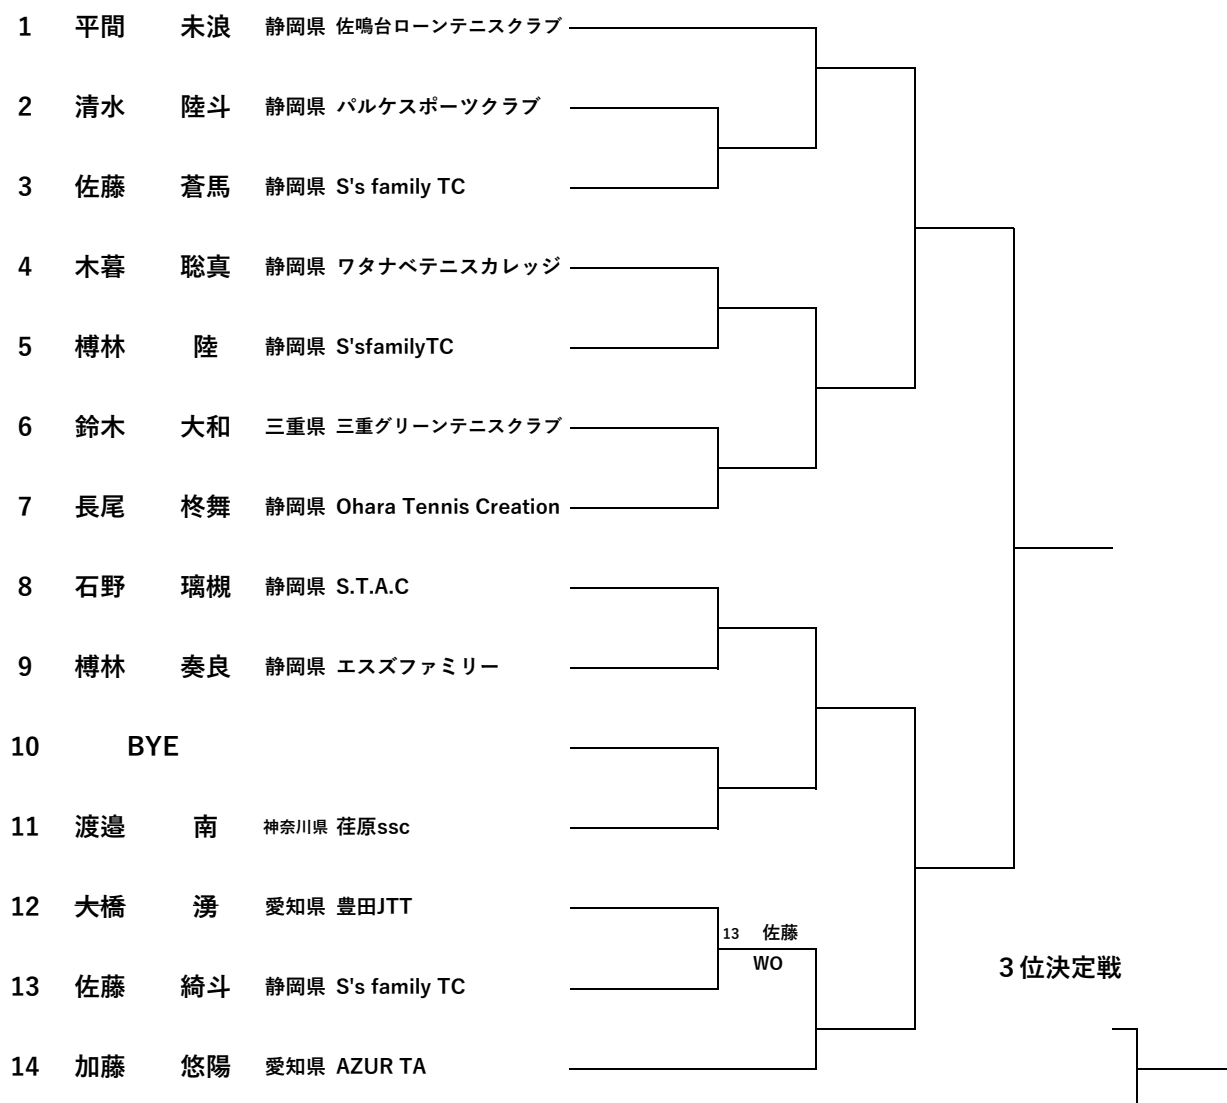 1 平間 未浪 静岡県 佐鳴台ローンテニスクラブ
2 清水 陸斗 静岡県 パルケスポーツクラブ
3 佐藤 蒼馬 静岡県 S's family TC
4 木暮 聡真 静岡県 ワタナベテニスカレッジ
5 榑林 陸 静岡県 S'sfamilyTC
6 鈴木 大和 三重県 三重グリーンテニスクラブ
7 長尾 柊舞 静岡県 Ohara Tennis Creation
8 石野 璃槻 静岡県 S.T.A.C
9 榑林 奏良 静岡県 エスズファミリー
10 BYE
11 渡邉 南 神奈川県 荏原ssc
12 大橋 湧 愛知県 豊田JTT
13 佐藤
WO
３位決定戦
13 佐藤 綺斗 静岡県 S's family TC
14 加藤 悠陽 愛知県 AZUR TA